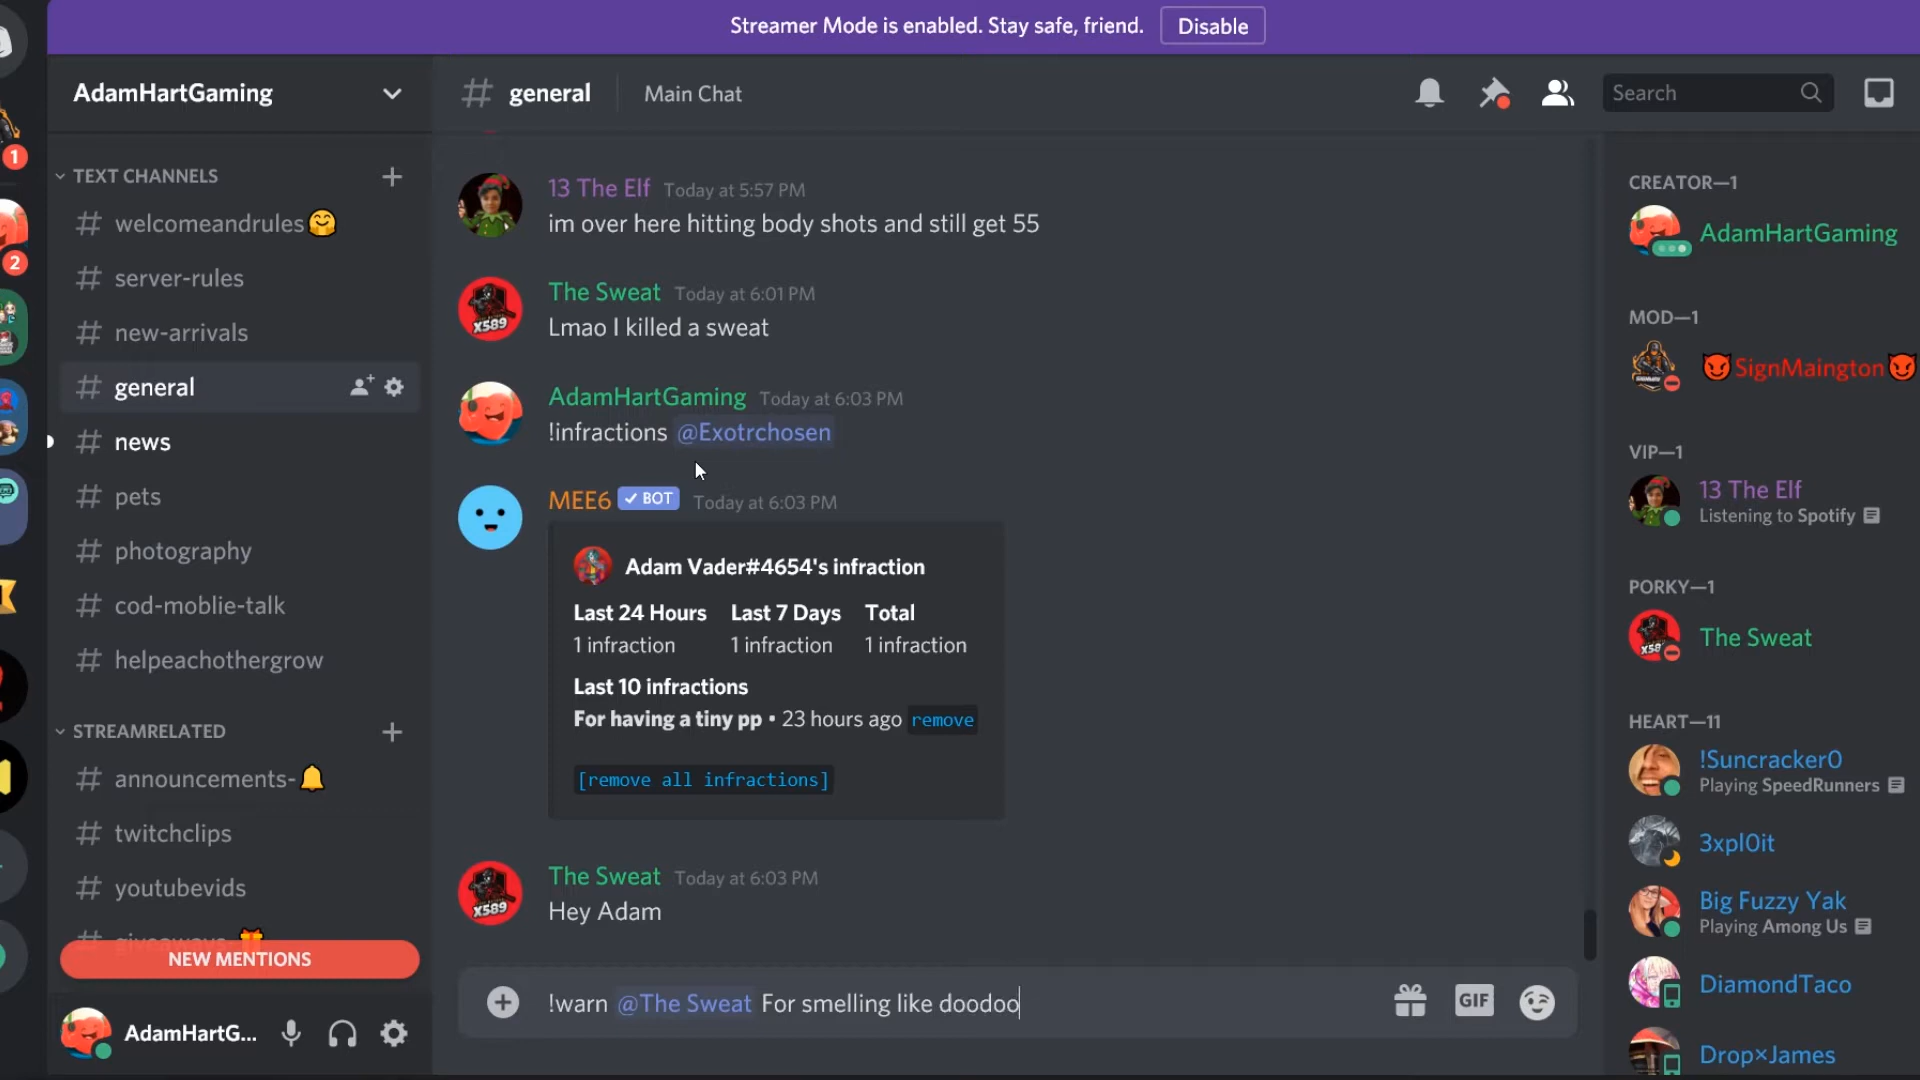 Streamer Mode is enabled. Stay safe, friend. Disable
AdamHartGaming
general Main Chat
Search
1
2
TEXT CHANNELS
welcomeandrules🤗
server-rules
new-arrivals
general
news
pets
photography
cod-moblie-talk
helpeachothergrow
STREAMRELATED
announcements-🔔
twitchclips
youtubevids
giveaways-🎁
NEW MENTIONS
AdamHartG...
13 The Elf Today at 5:57 PM
im over here hitting body shots and still get 55
The Sweat Today at 6:01 PM
Lmao I killed a sweat
X589
AdamHartGaming Today at 6:03 PM
!infractions @Exotrchosen
MEE6 ✓ BOT Today at 6:03 PM
Adam Vader#4654's infraction
Last 24 Hours Last 7 Days Total
1 infraction 1 infraction 1 infraction
Last 10 infractions
For having a tiny pp • 23 hours ago remove
[remove all infractions]
The Sweat Today at 6:03 PM
Hey Adam
X589
!warn @The Sweat For smelling like doodoo
GIF
CREATOR—1
AdamHartGaming
MOD—1
😈SignMaington😈
VIP—1
13 The Elf
Listening to Spotify
PORKY—1
The Sweat
X589
HEART—11
!Suncracker0
Playing SpeedRunners
3xpl0it
Big Fuzzy Yak
Playing Among Us
DiamondTaco
Drop×James